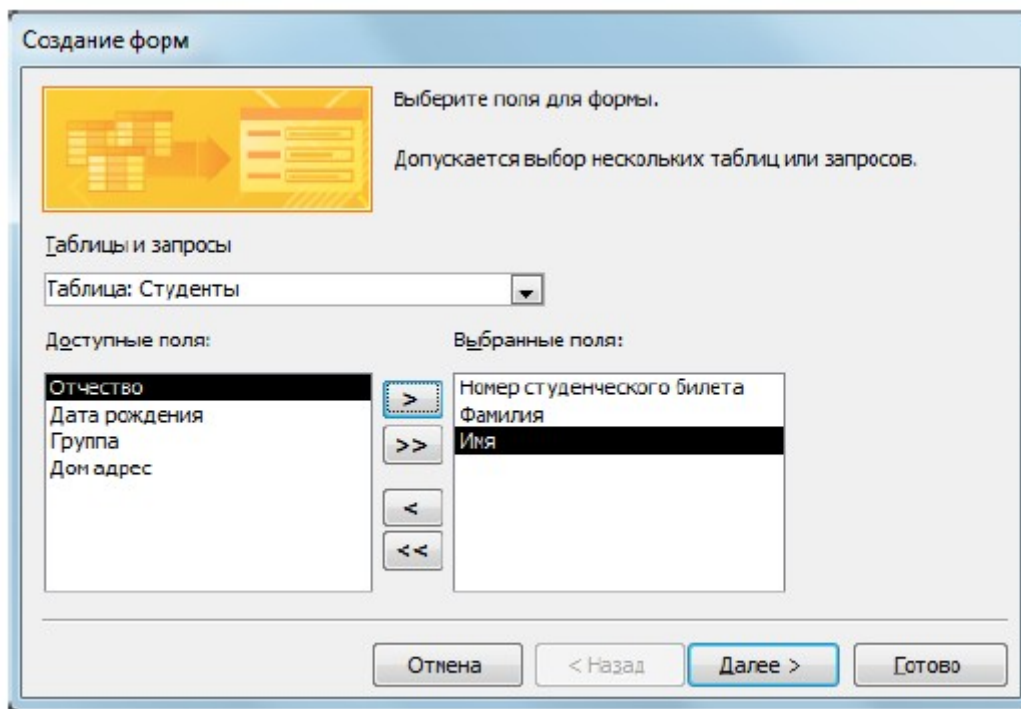 Создание форм
Выберите поля для формы.
Допускается выбор нескольких таблиц или запросов.
Таблицы и запросы
Таблица: Студенты
Доступные поля:
Выбранные поля:
Отчество
Дата рождения
Группа
Дом адрес
>
>>
<
<<
Номер студенческого билета
Фамилия
Имя
Отмена
< Назад
Далее >
Готово